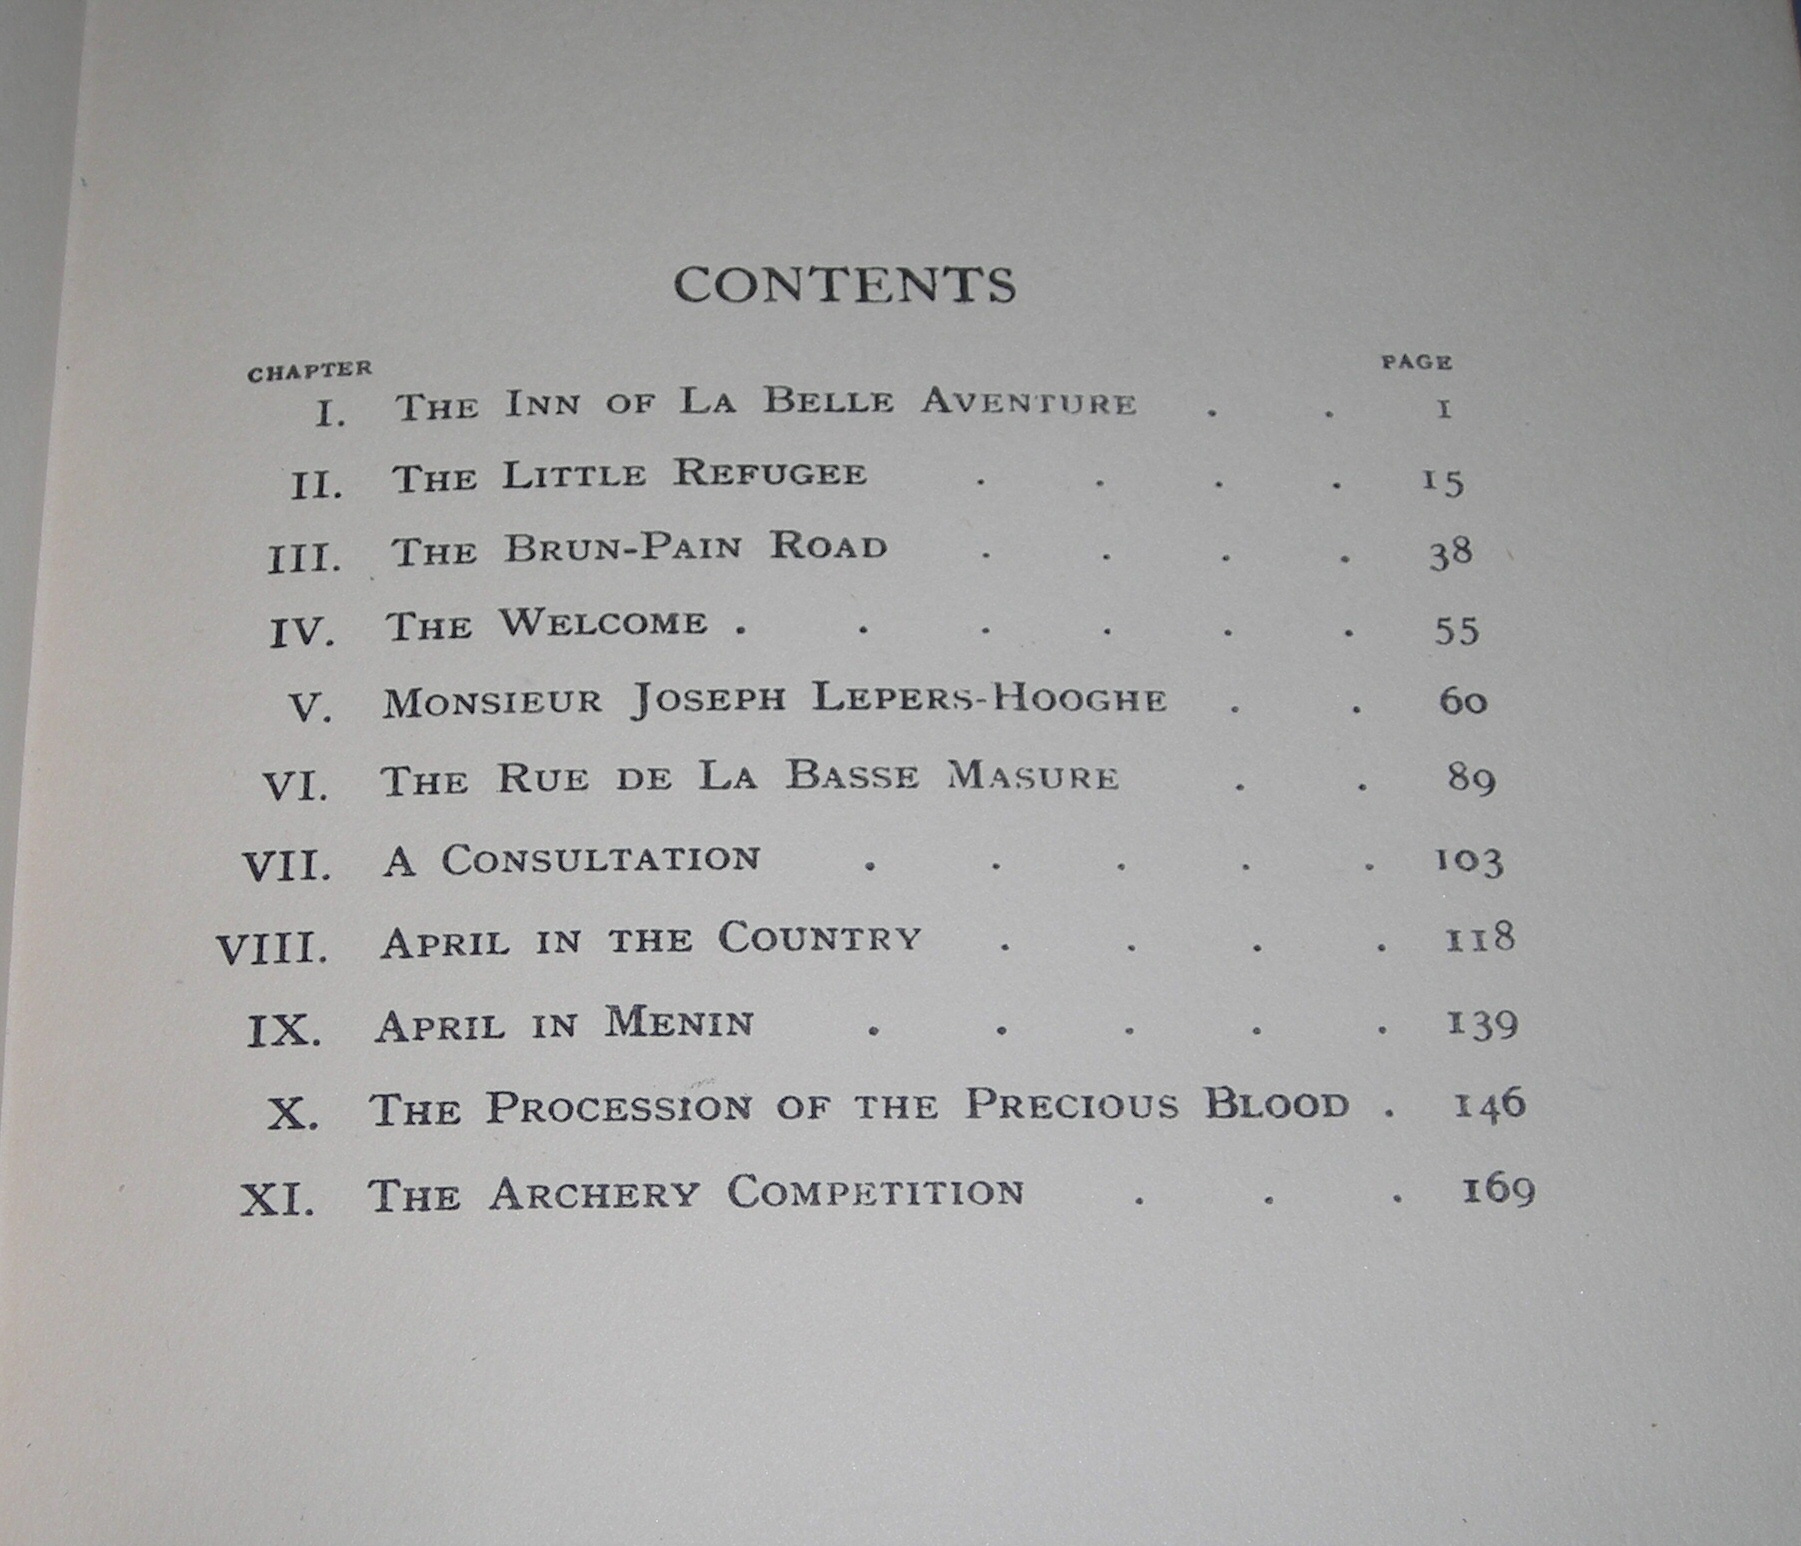 CONTENTS
CHAPTER PAGE
I. THE INN OF LA BELLE AVENTURE . . 1
II. THE LITTLE REFUGEE . . . . 15
III. THE BRUN-PAIN ROAD . . . . 38
IV. THE WELCOME . . . . . . 55
V. MONSIEUR JOSEPH LEPERS-HOOGHE . . 60
VI. THE RUE DE LA BASSE MASURE . . 89
VII. A CONSULTATION . . . . . 103
VIII. APRIL IN THE COUNTRY . . . . 118
IX. APRIL IN MENIN . . . . . 139
X. THE PROCESSION OF THE PRECIOUS BLOOD . 146
XI. THE ARCHERY COMPETITION . . . 169